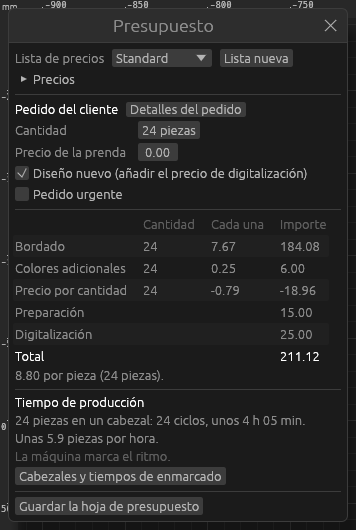 mm -900 -850 -800 -750
Presupuesto
Lista de precios Standard Lista nueva
Precios
Pedido del cliente Detalles del pedido
Cantidad 24 piezas
Precio de la prenda 0.00
Diseño nuevo (añadir el precio de digitalización)
Pedido urgente
Cantidad Cada una Importe
Bordado 24 7.67 184.08
Colores adicionales 24 0.25 6.00
Precio por cantidad 24 -0.79 -18.96
Preparación 15.00
Digitalización 25.00
Total 211.12
8.80 por pieza (24 piezas).
Tiempo de producción
24 piezas en un cabezal: 24 ciclos, unos 4 h 05 min.
Unas 5.9 piezas por hora.
La máquina marca el ritmo.
Cabezales y tiempos de enmarcado
Guardar la hoja de presupuesto